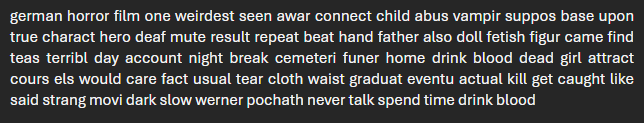 german horror film one weirdest seen awar connect child abus vampir suppos base upon
true charact hero deaf mute result repeat beat hand father also doll fetish figur came find
teas terribl day account night break cemeteri funer home drink blood dead girl attract
cours els would care fact usual tear cloth waist graduat eventu actual kill get caught like
said strang movi dark slow werner pochath never talk spend time drink blood